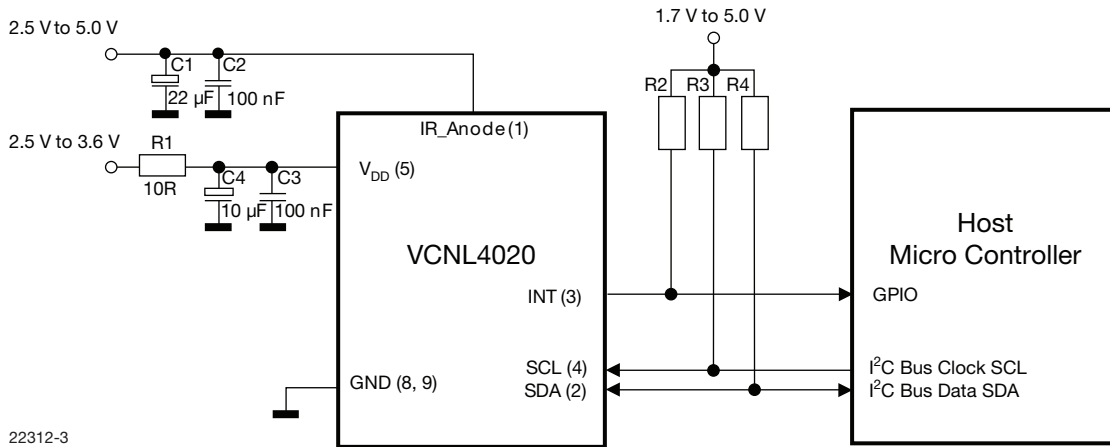 2.5 V to 5.0 V
C1
C2
22 µF
100 nF
2.5 V to 3.6 V
R1
10R
C4
C3
10 µF
100 nF
IR_Anode (1)
VDD (5)
VCNL4020
INT (3)
GND (8, 9)
SCL (4)
SDA (2)
1.7 V to 5.0 V
R2
R3
R4
Host
Micro Controller
GPIO
I²C Bus Clock SCL
I²C Bus Data SDA
22312-3